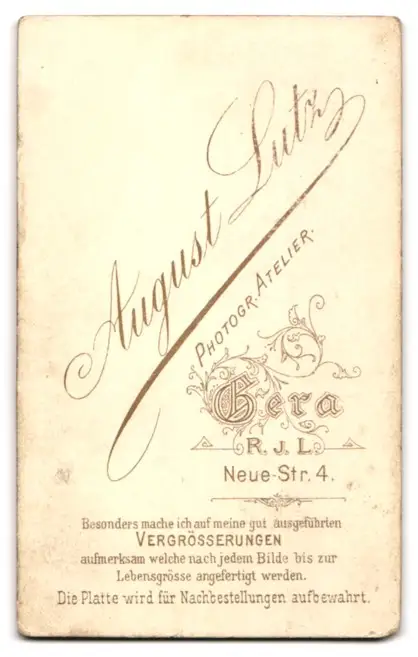 August Lutz
Photogr. Atelier.
Gera
R. J. L.
Neue-Str. 4.
Besonders mache ich auf meine gut ausgeführten
VERGRÖSSERUNGEN
aufmerksam welche nach jedem Bilde bis zur
Lebensgrösse angefertigt werden.
Die Platte wird für Nachbestellungen aufbewahrt.